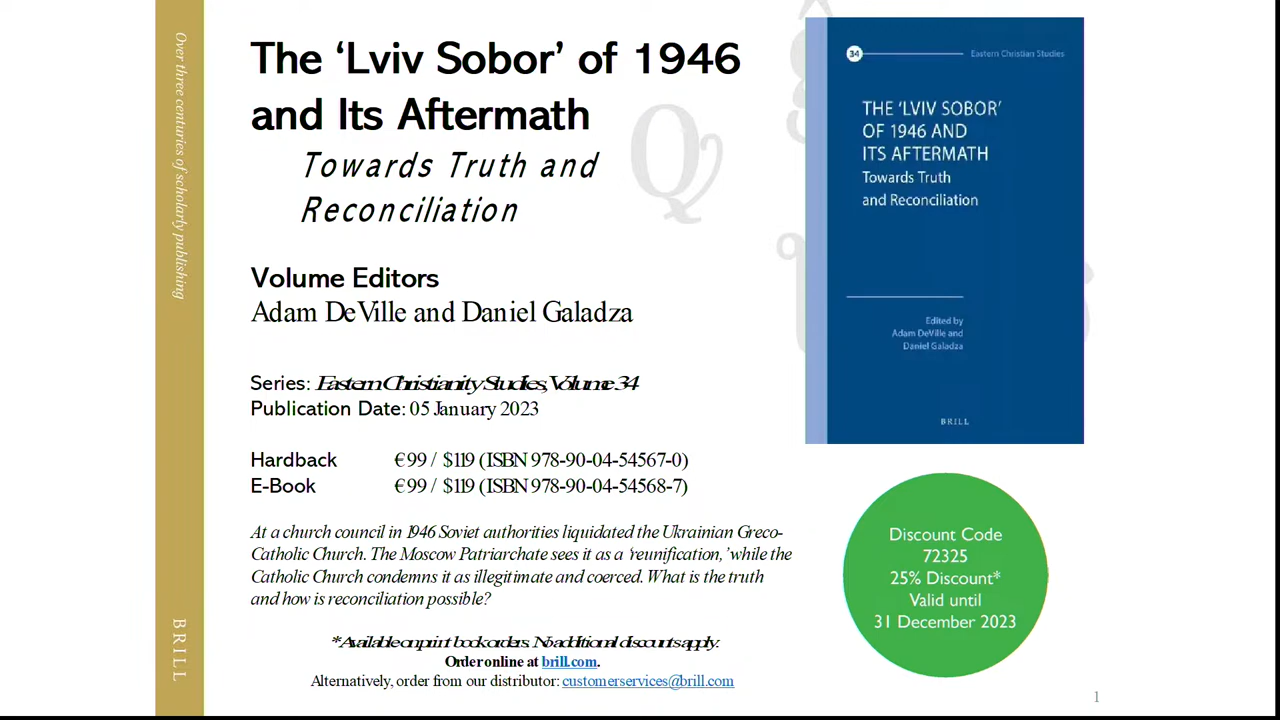 Over three centuries of scholarly publishing
BRILL
The ‘Lviv Sobor’ of 1946
and Its Aftermath
Towards Truth and
Reconciliation
Volume Editors
Adam DeVille and Daniel Galadza
Series: Eastern Christianity Studies, Volume 34
Publication Date: 05 January 2023
Hardback €99 / $119 (ISBN 978-90-04-54567-0)
E-Book €99 / $119 (ISBN 978-90-04-54568-7)
At a church council in 1946 Soviet authorities liquidated the Ukrainian Greco-
Catholic Church. The Moscow Patriarchate sees it as a ‘reunification,’ while the
Catholic Church condemns it as illegitimate and coerced. What is the truth
and how is reconciliation possible?
*Available on print book orders. No additional discounts apply.
Order online at brill.com.
Alternatively, order from our distributor: customerservices@brill.com
34 Eastern Christian Studies
THE ‘LVIV SOBOR’
OF 1946 AND
ITS AFTERMATH
Towards Truth
and Reconciliation
Edited by
Adam DeVille and
Daniel Galadza
BRILL
Discount Code
72325
25% Discount*
Valid until
31 December 2023
1